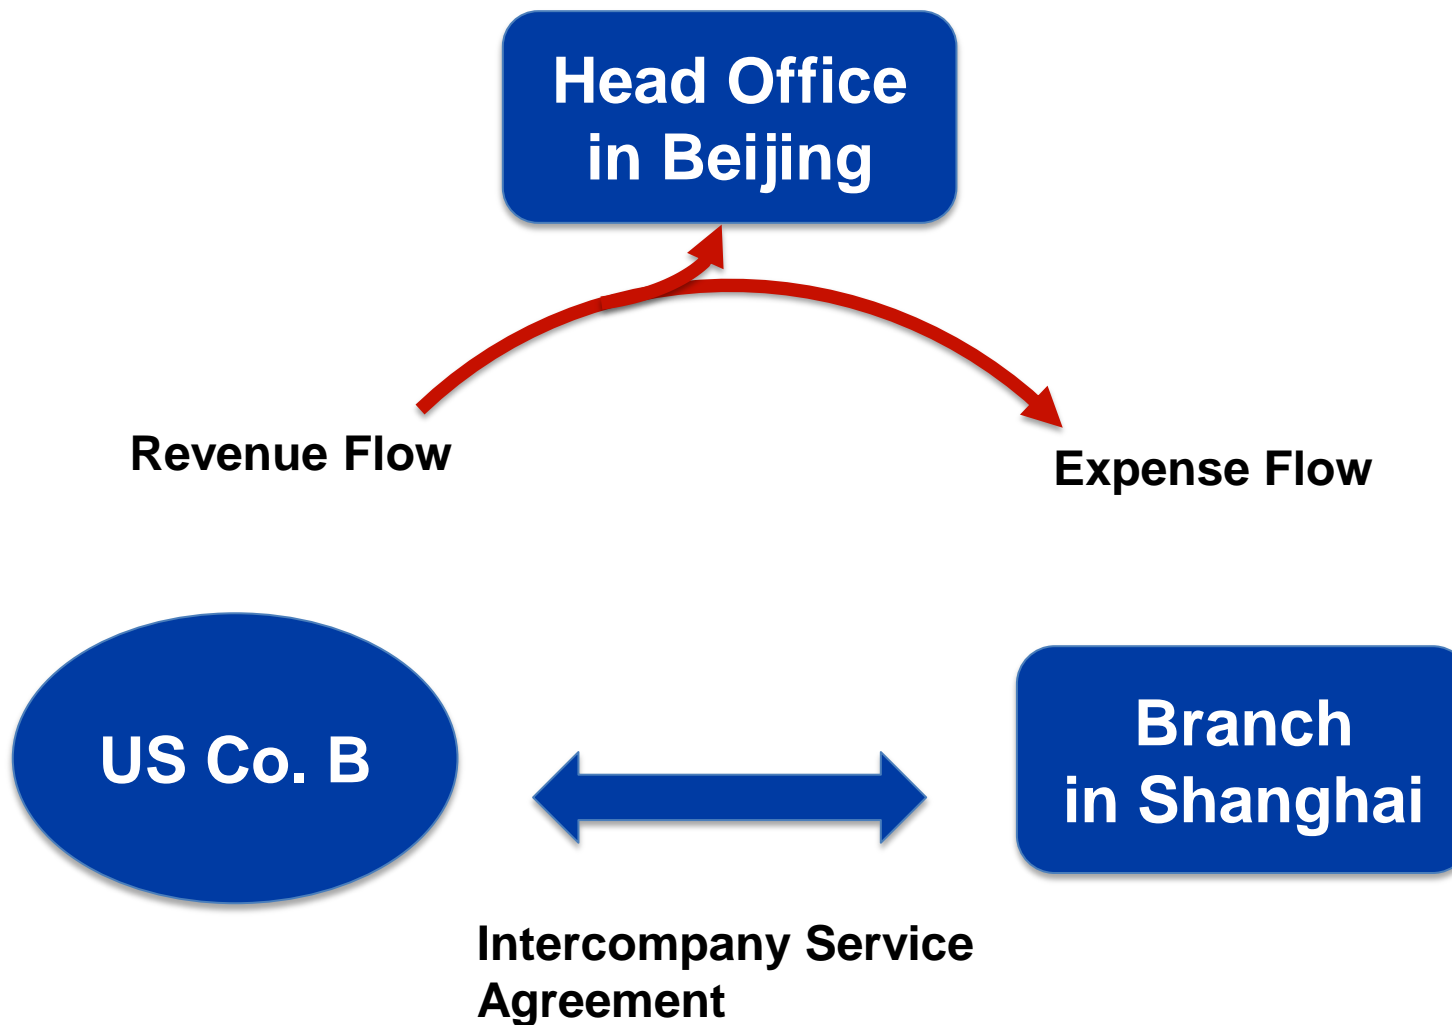 Head Office
in Beijing
Revenue Flow
Expense Flow
US Co. B
Branch
in Shanghai
Intercompany Service
Agreement